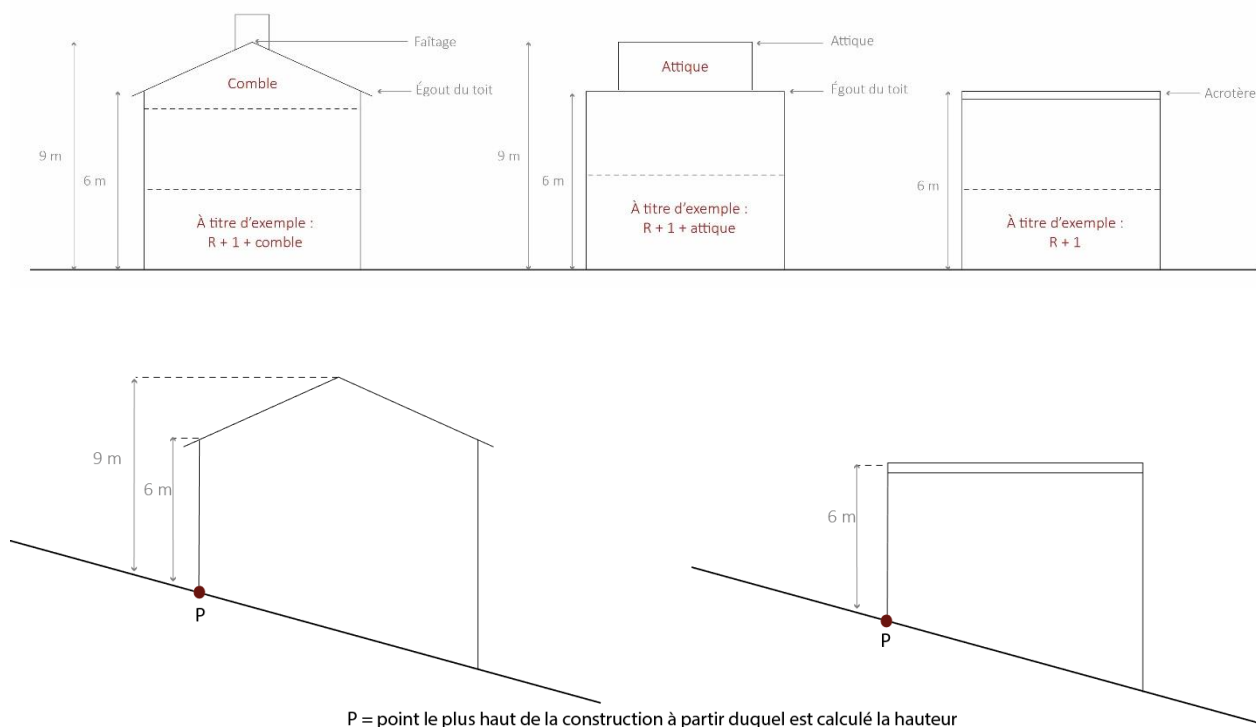 Faîtage
Comble
Égout du toit
9 m
6 m
À titre d'exemple :
R + 1 + comble
Attique
Attique
Égout du toit
9 m
6 m
À titre d'exemple :
R + 1 + attique
Acrotère
6 m
À titre d'exemple :
R + 1
9 m
6 m
P
6 m
P
P = point le plus haut de la construction à partir duquel est calculé la hauteur